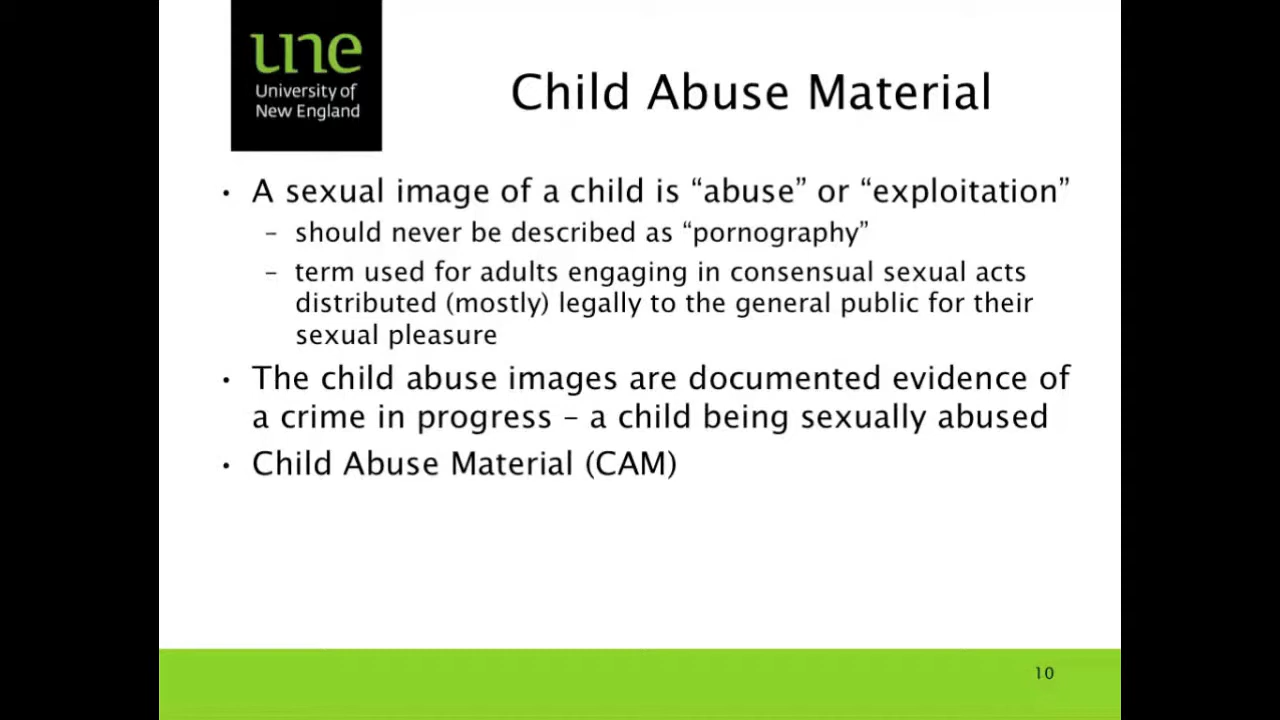 une
University of
New England
Child Abuse Material
• A sexual image of a child is “abuse” or “exploitation”
– should never be described as “pornography”
– term used for adults engaging in consensual sexual acts
distributed (mostly) legally to the general public for their
sexual pleasure
• The child abuse images are documented evidence of
a crime in progress – a child being sexually abused
• Child Abuse Material (CAM)
10